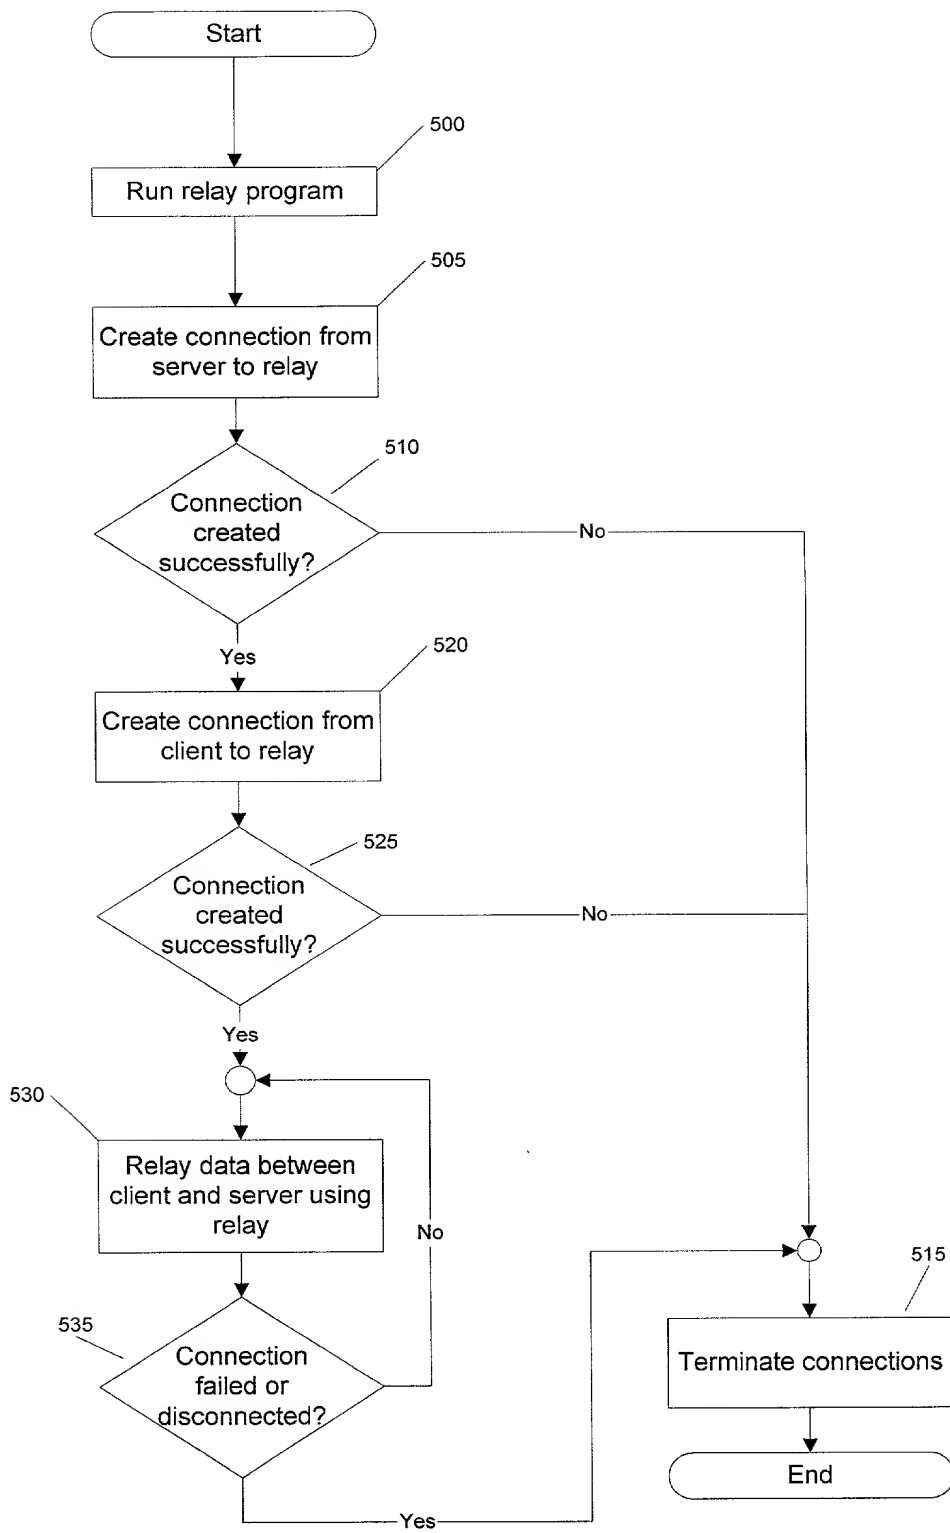 Start
500
Run relay program
505
Create connection from
server to relay
510
Connection
created
successfully?
No
Yes
520
Create connection from
client to relay
525
Connection
created
successfully?
No
Yes
530
Relay data between
client and server using
relay
No
515
535
Connection
failed or
disconnected?
Terminate connections
End
Yes